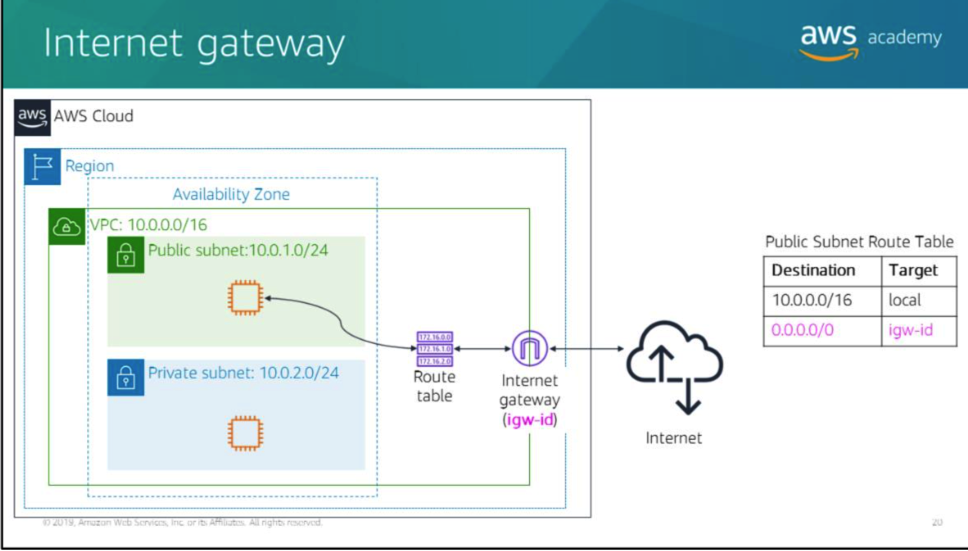 Internet gateway
aws academy
aws AWS Cloud
Region
Availability Zone
VPC: 10.0.0.0/16
Public subnet:10.0.1.0/24
Private subnet: 10.0.2.0/24
172.16.0.0
172.16.1.0
172.16.2.0
Route
table
Internet
gateway
(igw-id)
Internet
Public Subnet Route Table
Destination Target
10.0.0.0/16 local
0.0.0.0/0 igw-id
© 2019, Amazon Web Services, Inc. or its Affiliates. All rights reserved.
20